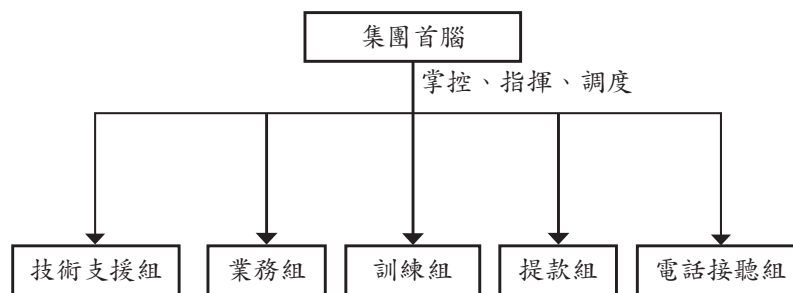 集團首腦
掌控、指揮、調度
技術支援組
業務組
訓練組
提款組
電話接聽組